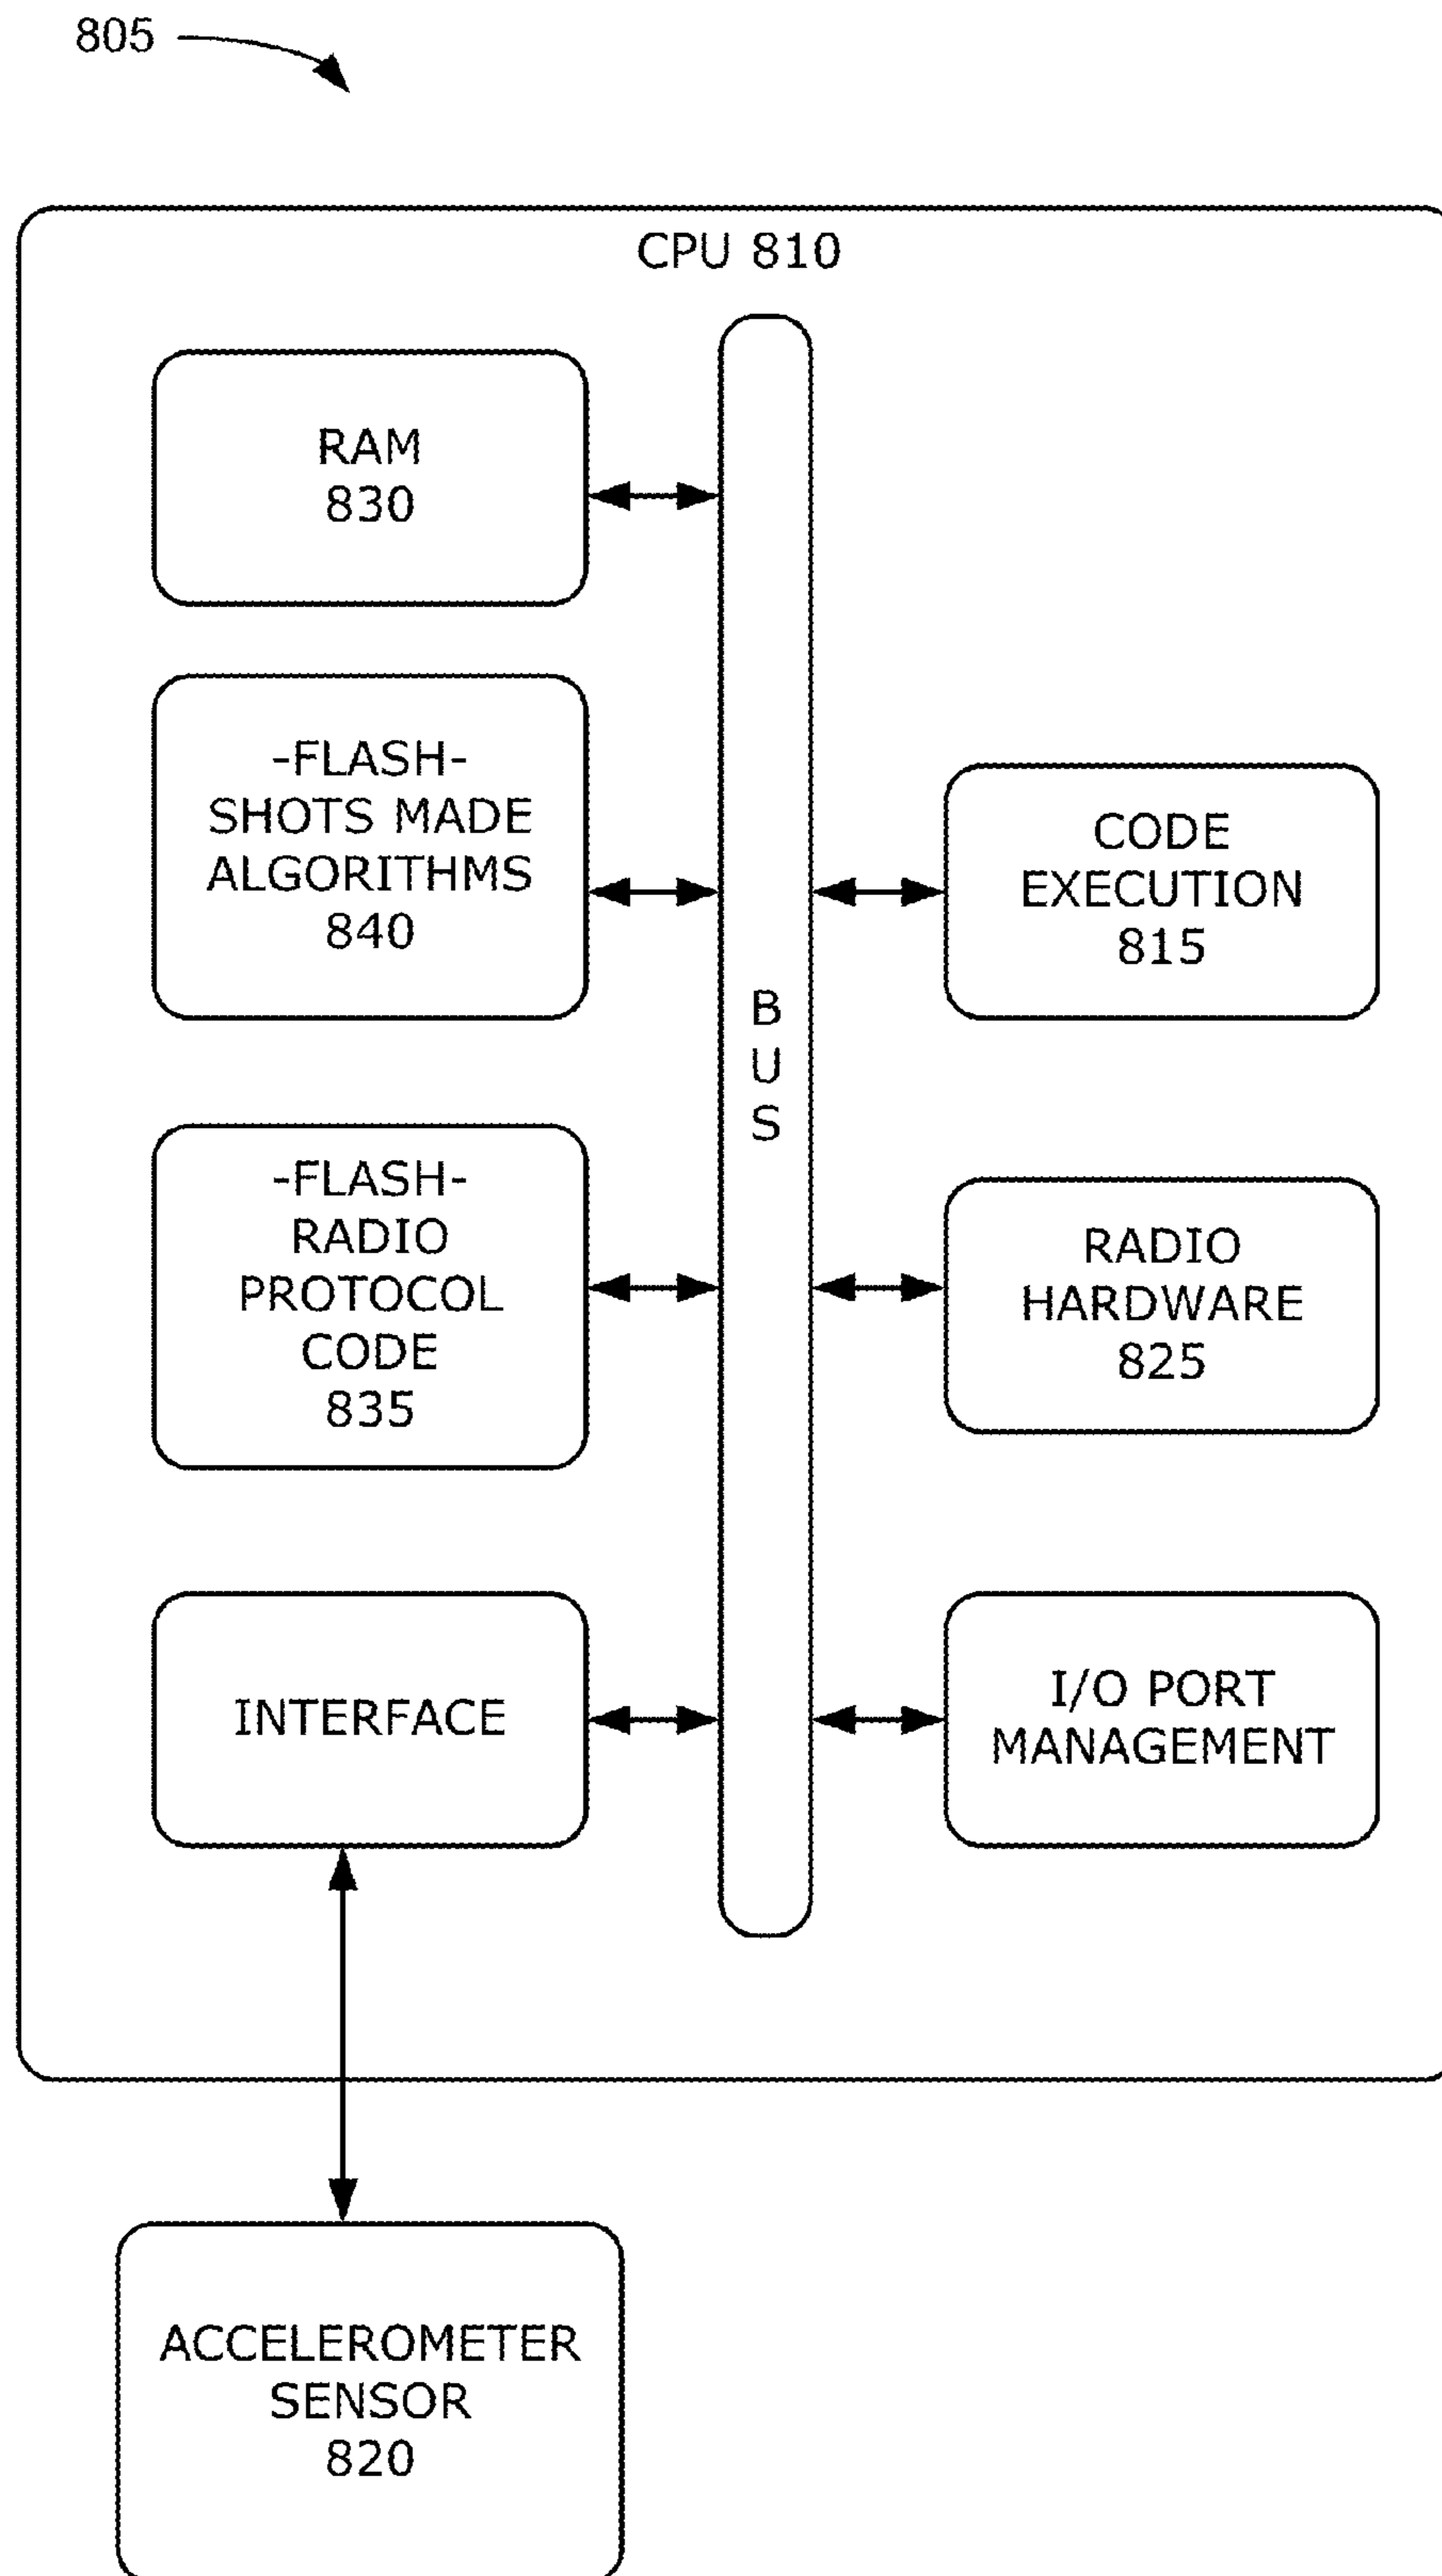 805
CPU 810
RAM
830
-FLASH-
SHOTS MADE
ALGORITHMS
840
-FLASH-
RADIO
PROTOCOL
CODE
835
INTERFACE
B
U
S
CODE
EXECUTION
815
RADIO
HARDWARE
825
I/O PORT
MANAGEMENT
ACCELEROMETER
SENSOR
820